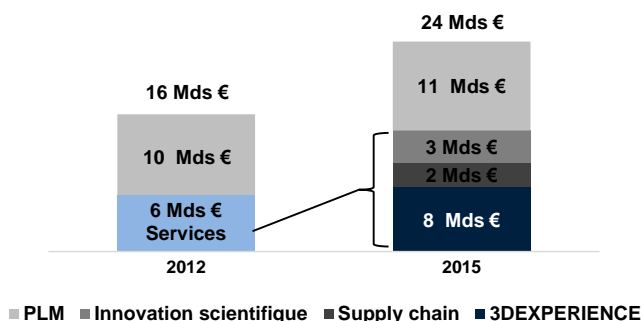 24 Mds €
16 Mds €
11 Mds €
3 Mds €
10 Mds €
2 Mds €
6 Mds €
Services
8 Mds €
2012
2015
PLM Innovation scientifique Supply chain 3DEXPERIENCE